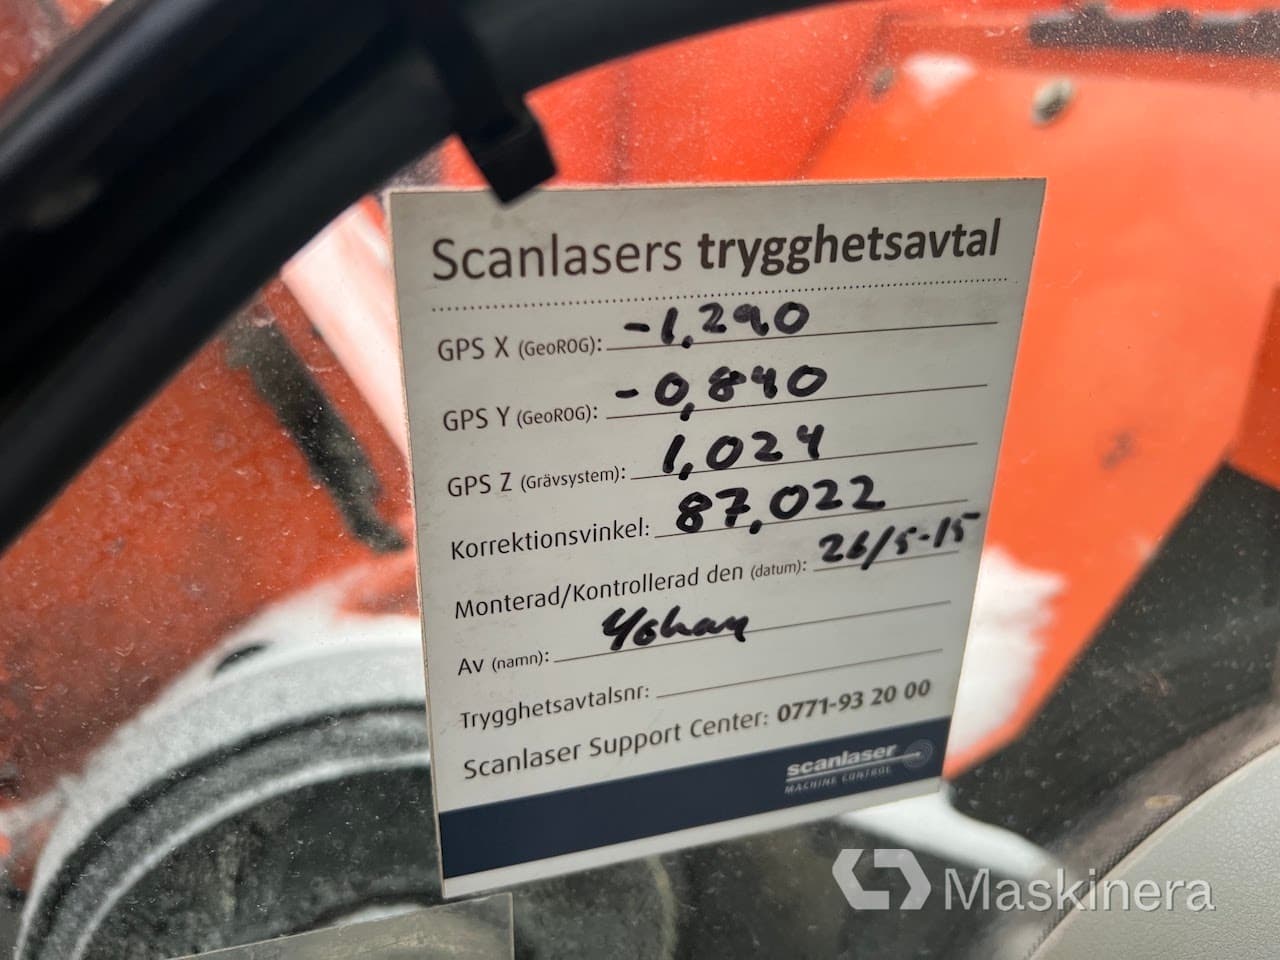 Scanlasers trygghetsavtal
GPS X (GeoROG): -1,290
GPS Y (GeoROG): -0,840
GPS Z (Grävsystem): 1,024
Korrektionsvinkel: 87,022
Monterad/Kontrollerad den (datum): 26/5-15
Av (namn): Yohan
Trygghetsavtalsnr:
Scanlaser Support Center: 0771-93 20 00
scanlaser
MACHINE CONTROL
Maskinera